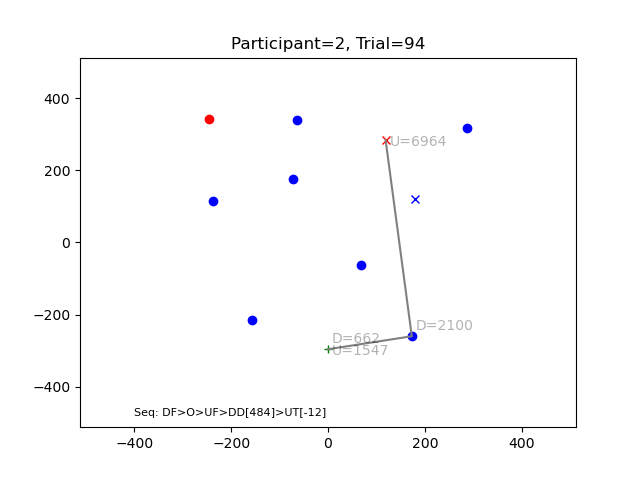 Participant=2, Trial=94
400
200
0
−200
−400
U=6964
D=2100
D=662
U=1547
Seq: DF>O>UF>DD[484]>UT[-12]
−400 −200 0 200 400